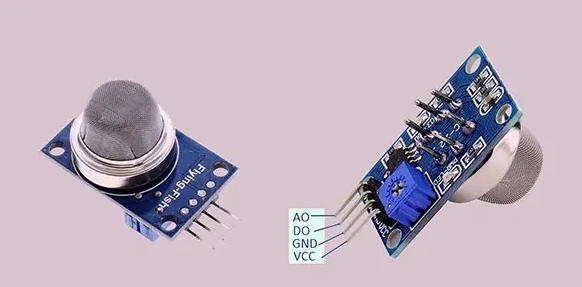 Flying-Fish
AO
DO
GND
VCC